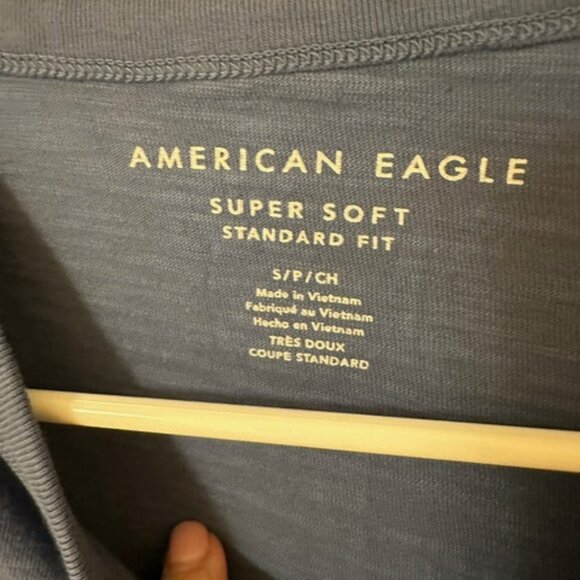 AMERICAN EAGLE
SUPER SOFT
STANDARD FIT
S/P/CH
Made in Vietnam
Fabriqué au Vietnam
Hecho en Vietnam
TRÈS DOUX
COUPE STANDARD